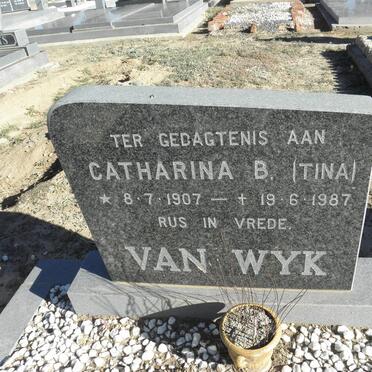 TER GEDAGTENIS AAN
CATHARINA B. (TINA)
★ 8·7·1907 — † 19·6·1987
RUS IN VREDE.
VAN WYK